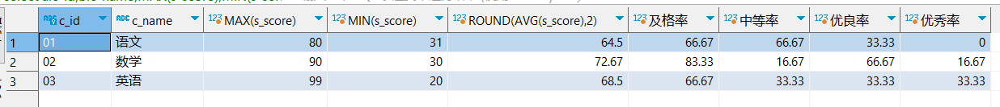 c_id c_name MAX(s_score) MIN(s_score) ROUND(AVG(s_score),2) 及格率 中等率 优良率 优秀率
1 01 语文 80 31 64.5 66.67 66.67 33.33 0
2 02 数学 90 30 72.67 83.33 16.67 66.67 16.67
3 03 英语 99 20 68.5 66.67 33.33 33.33 33.33